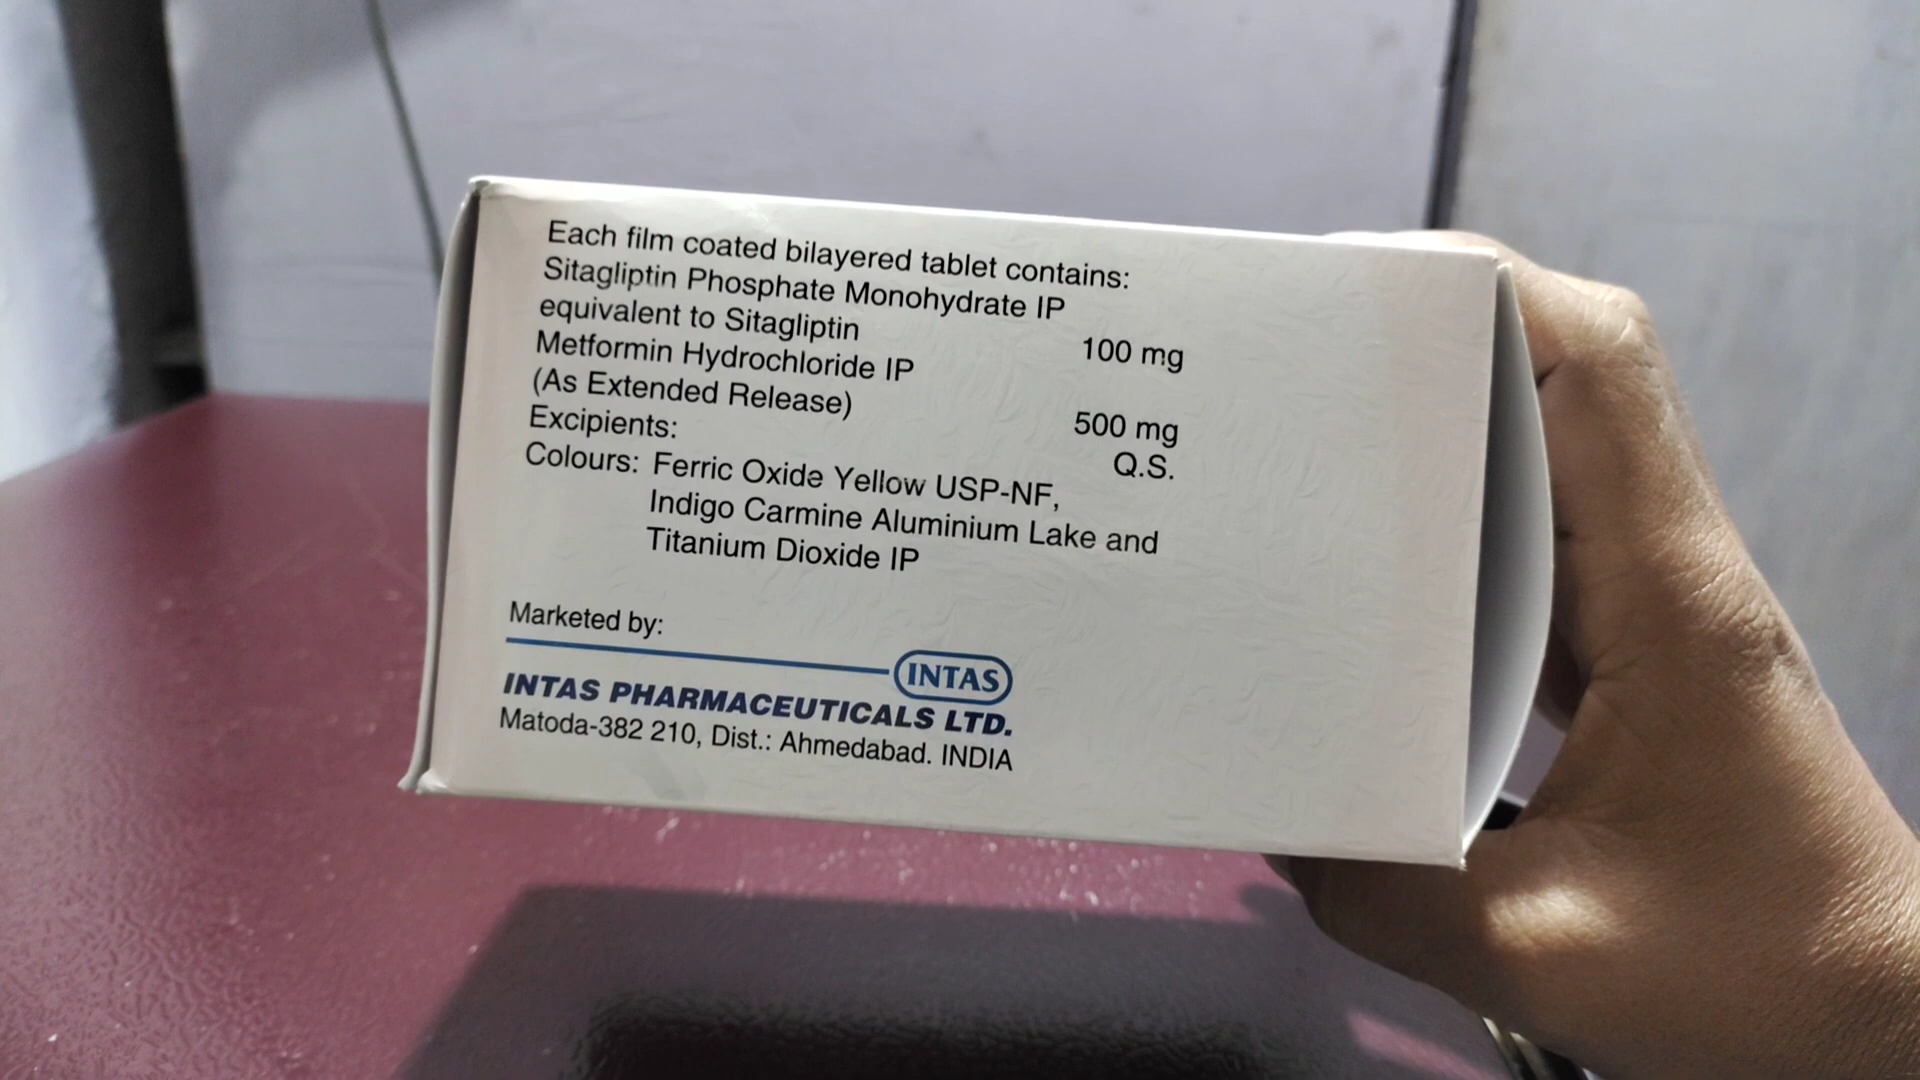 Each film coated bilayered tablet contains:
Sitagliptin Phosphate Monohydrate IP
equivalent to Sitagliptin 100 mg
Metformin Hydrochloride IP
(As Extended Release) 500 mg
Excipients: Q.S.
Colours: Ferric Oxide Yellow USP-NF,
Indigo Carmine Aluminium Lake and
Titanium Dioxide IP
Marketed by:
INTAS
INTAS PHARMACEUTICALS LTD.
Matoda-382 210, Dist.: Ahmedabad. INDIA